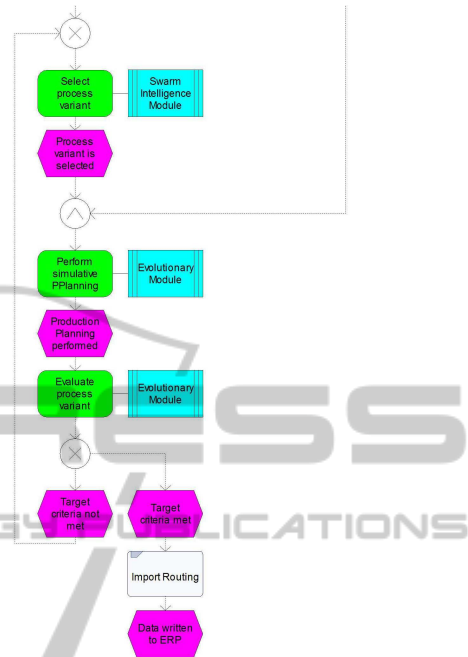 Select
process
variant
Swarm
Intelligence
Module
Process
variant is
selected
Perform
simulative
PPlanning
Evolutionary
Module
Production
Planning
performed
Evaluate
process
variant
Evolutionary
Module
Target
criteria not
met
Target
criteria met
Import Routing
Data written
to ERP